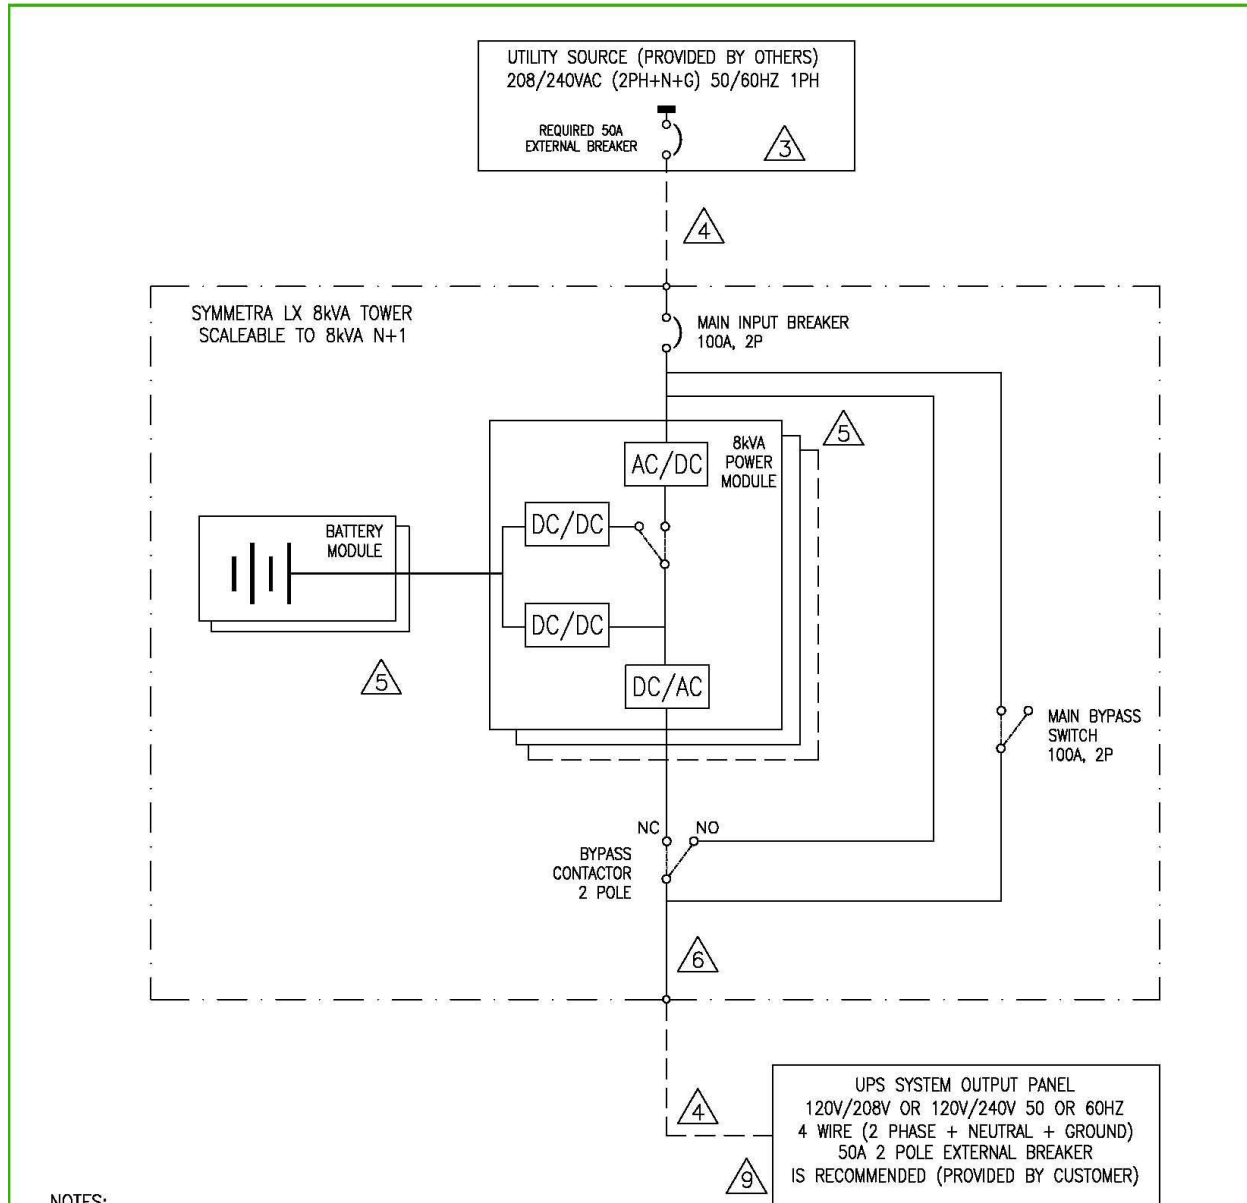 UTILITY SOURCE (PROVIDED BY OTHERS)
208/240VAC (2PH+N+G) 50/60HZ 1PH
REQUIRED 50A
EXTERNAL BREAKER
3
4
SYMMETRA LX 8kVA TOWER
SCALEABLE TO 8kVA N+1
MAIN INPUT BREAKER
100A, 2P
5
8kVA
POWER
MODULE
AC/DC
DC/DC
BATTERY
MODULE
DC/DC
5
DC/AC
MAIN BYPASS
SWITCH
100A, 2P
NC NO
BYPASS
CONTACTOR
2 POLE
6
4
UPS SYSTEM OUTPUT PANEL
120V/208V OR 120V/240V 50 OR 60HZ
4 WIRE (2 PHASE + NEUTRAL + GROUND)
50A 2 POLE EXTERNAL BREAKER
IS RECOMMENDED (PROVIDED BY CUSTOMER)
9
NOTES: